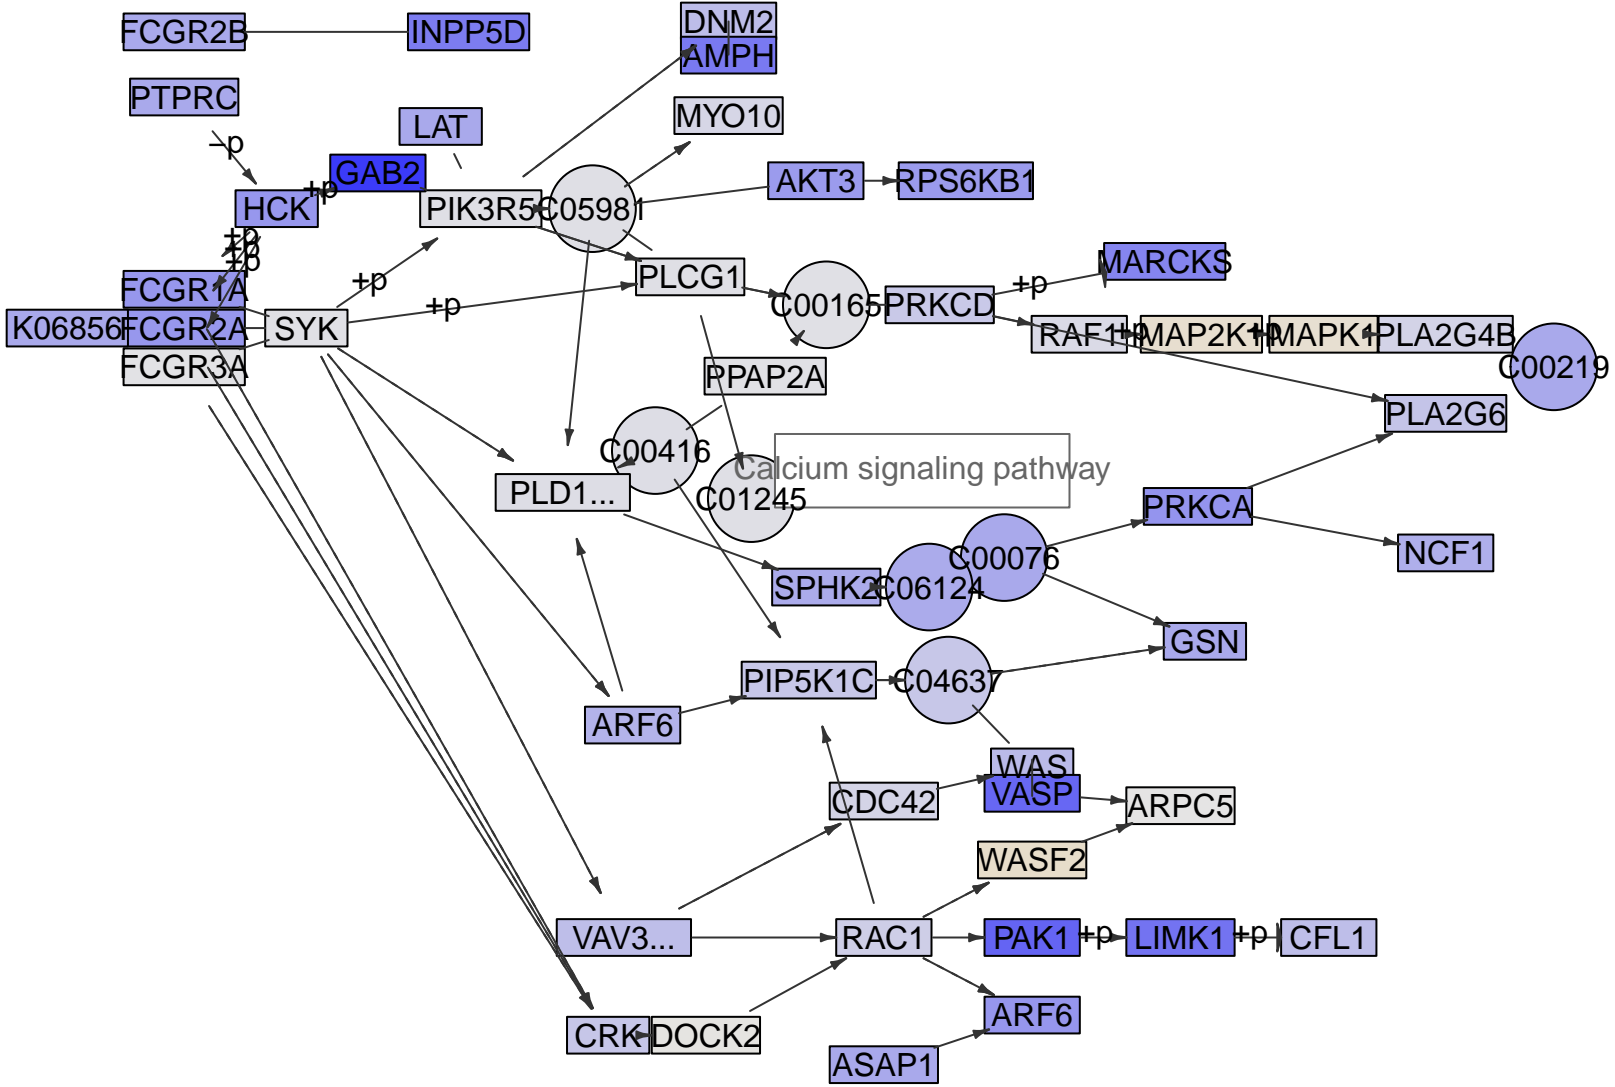 FCGR2B
INPP5D
DNM2
AMPH
PTPRC
MYO10
LAT
−p
GAB2
+p
HCK
PIK3R5
C05981
AKT3
RPS6KB1
+p
+p
+p
PLCG1
MARCKS
+p
+p
+p
FCGR1A
C00165
PRKCD
K06856
FCGR2A
SYK
RAF1
+p
MAP2K1
+p
MAPK1
PLA2G4B
FCGR3A
PPAP2A
C00219
PLA2G6
C00416
Calcium signaling pathway
PLD1...
C01245
PRKCA
NCF1
C00076
SPHK2
C06124
GSN
PIP5K1C
C04637
ARF6
WAS
VASP
CDC42
ARPC5
WASF2
VAV3...
RAC1
PAK1
+p
LIMK1
+p
CFL1
ARF6
CRK
DOCK2
ASAP1